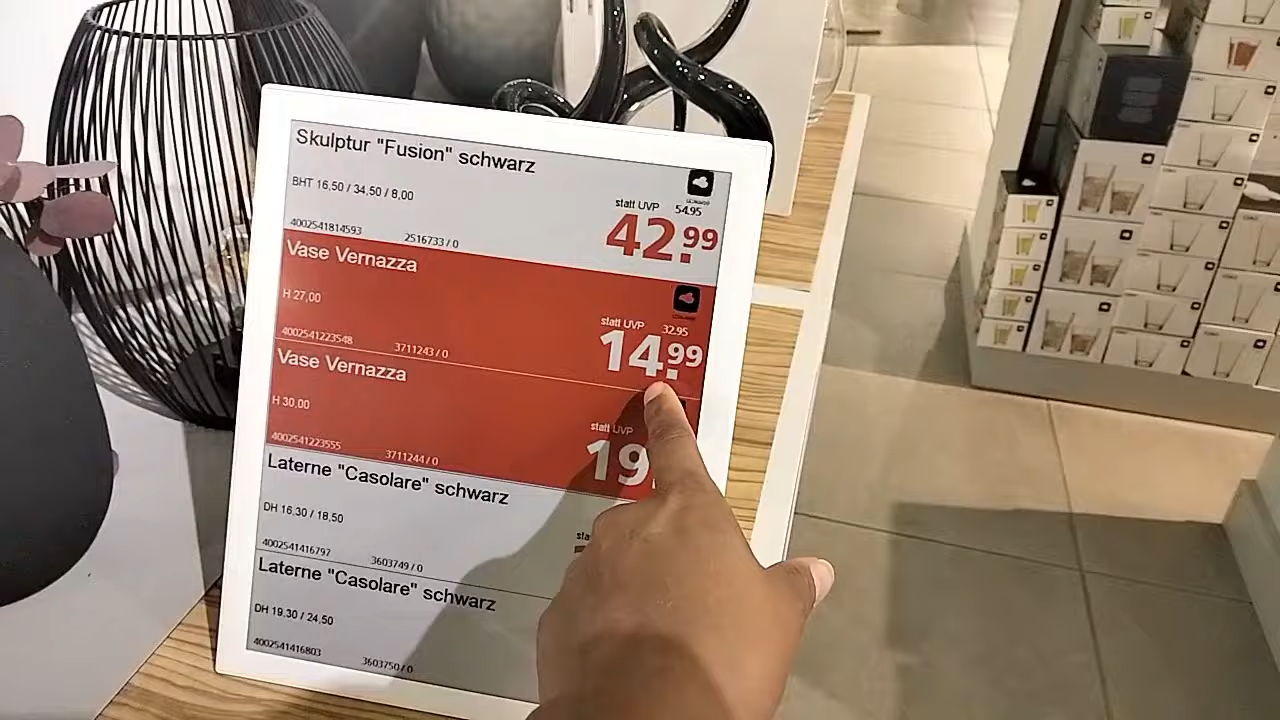 Skulptur "Fusion" schwarz
BHT 16,50 / 34,50 / 8,00
statt UVP 54.95
42.99
4002541814593 2516733 / 0
Vase Vernazza
H 27,00
statt UVP 32.95
14.99
4002541223548 3711243 / 0
Vase Vernazza
H 30,00
statt UVP
19.
4002541223555 3711244 / 0
Laterne "Casolare" schwarz
DH 16,30 / 18,50
4002541416797 3603749 / 0
Laterne "Casolare" schwarz
DH 19,30 / 24,50
4002541416803 3603750 / 0